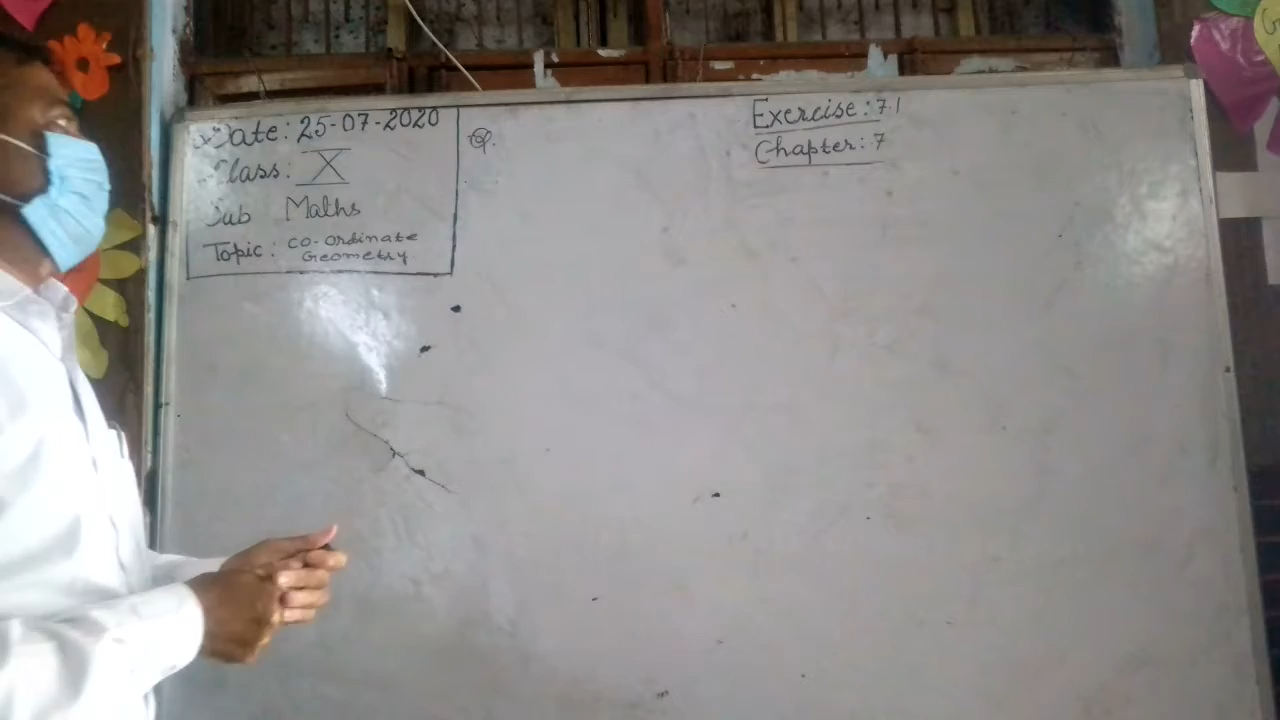 Date: 25-07-2020
Class: X
Sub Maths
Topic: Co-ordinate
Geometry
Q.
Exercise: 7.1
Chapter: 7